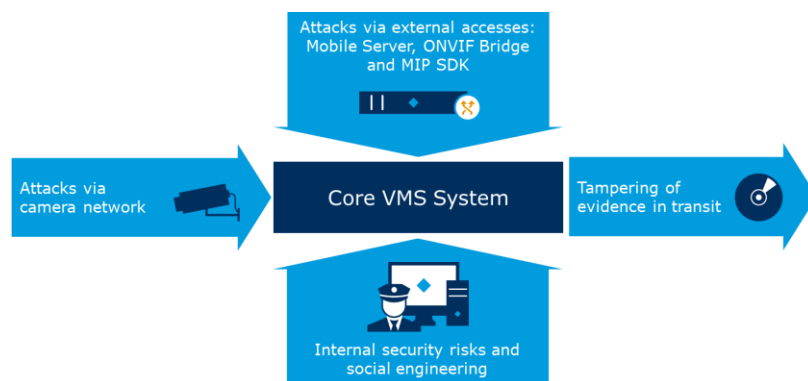 Attacks via external accesses:
Mobile Server, ONVIF Bridge
and MIP SDK
Attacks via
camera network
Core VMS System
Tampering of
evidence in transit
Internal security risks and
social engineering